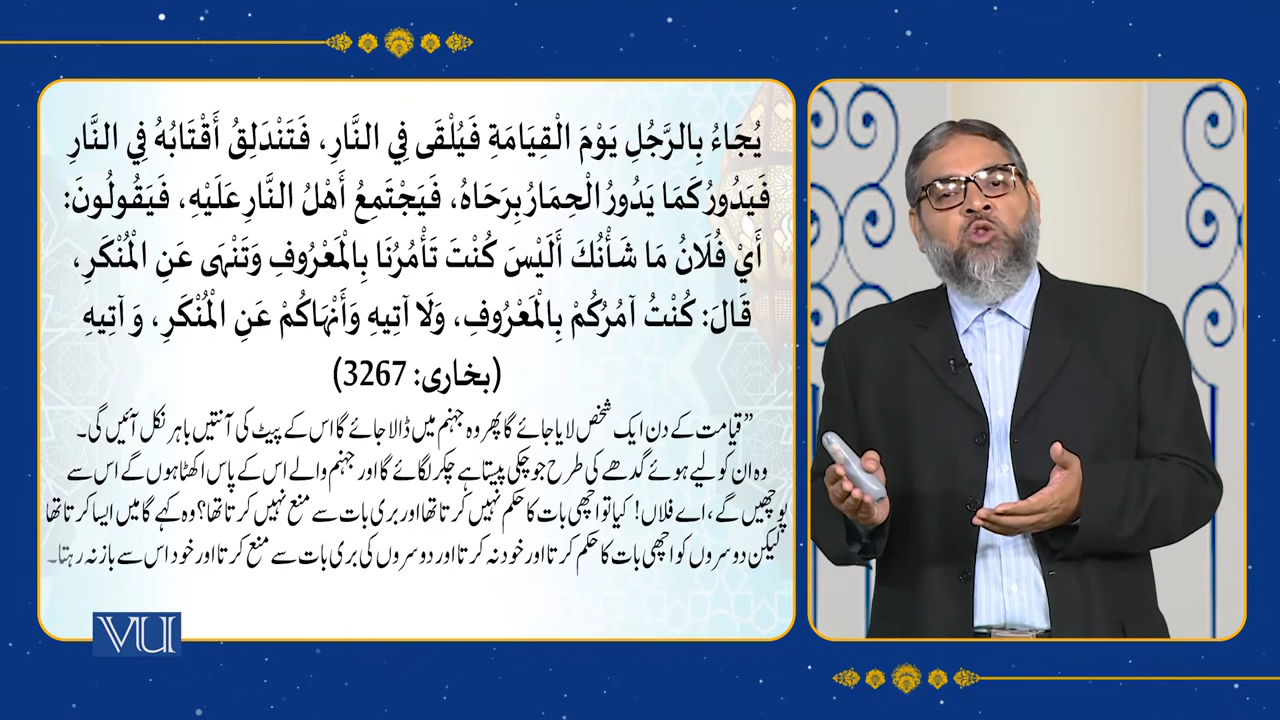 يُجَاءُ بِالرَّجُلِ يَوْمَ الْقِيَامَةِ فَيُلْقَى فِي النَّارِ، فَتَنْدَلِقُ أَقْتَابُهُ فِي النَّارِ
فَيَدُورُ كَمَا يَدُورُ الْحِمَارُ بِرَحَاهُ، فَيَجْتَمِعُ أَهْلُ النَّارِ عَلَيْهِ، فَيَقُولُونَ:
أَيْ فُلَانُ مَا شَأْنُكَ أَلَيْسَ كُنْتَ تَأْمُرُنَا بِالْمَعْرُوفِ وَتَنْهَى عَنِ الْمُنْكَرِ،
قَالَ: كُنْتُ آمُرُكُمْ بِالْمَعْرُوفِ، وَلَا آتِيهِ وَأَنْهَاكُمْ عَنِ الْمُنْكَرِ، وَآتِيهِ
(بخاری: 3267)
”قیامت کے دن ایک شخص لایا جائے گا پھر وہ جہنم میں ڈالا جائے گا اس کے پیٹ کی آنتیں باہر نکل آئیں گی۔
وہ ان کو لیے ہوئے گدھے کی طرح جو چکی پیستا ہے چکر لگائے گا اور جہنم والے اس کے پاس اکھٹا ہوں گے اس سے
پوچھیں گے، اے فلاں! کیا تو اچھی بات کا حکم نہیں کرتا تھا اور بری بات سے منع نہیں کرتا تھا؟ وہ کہے گا میں ایسا کرتا تھا
لیکن دوسروں کو اچھی بات کا حکم کرتا اور خود نہ کرتا اور دوسروں کی بری بات سے منع کرتا اور خود اس سے باز نہ رہتا۔
VU